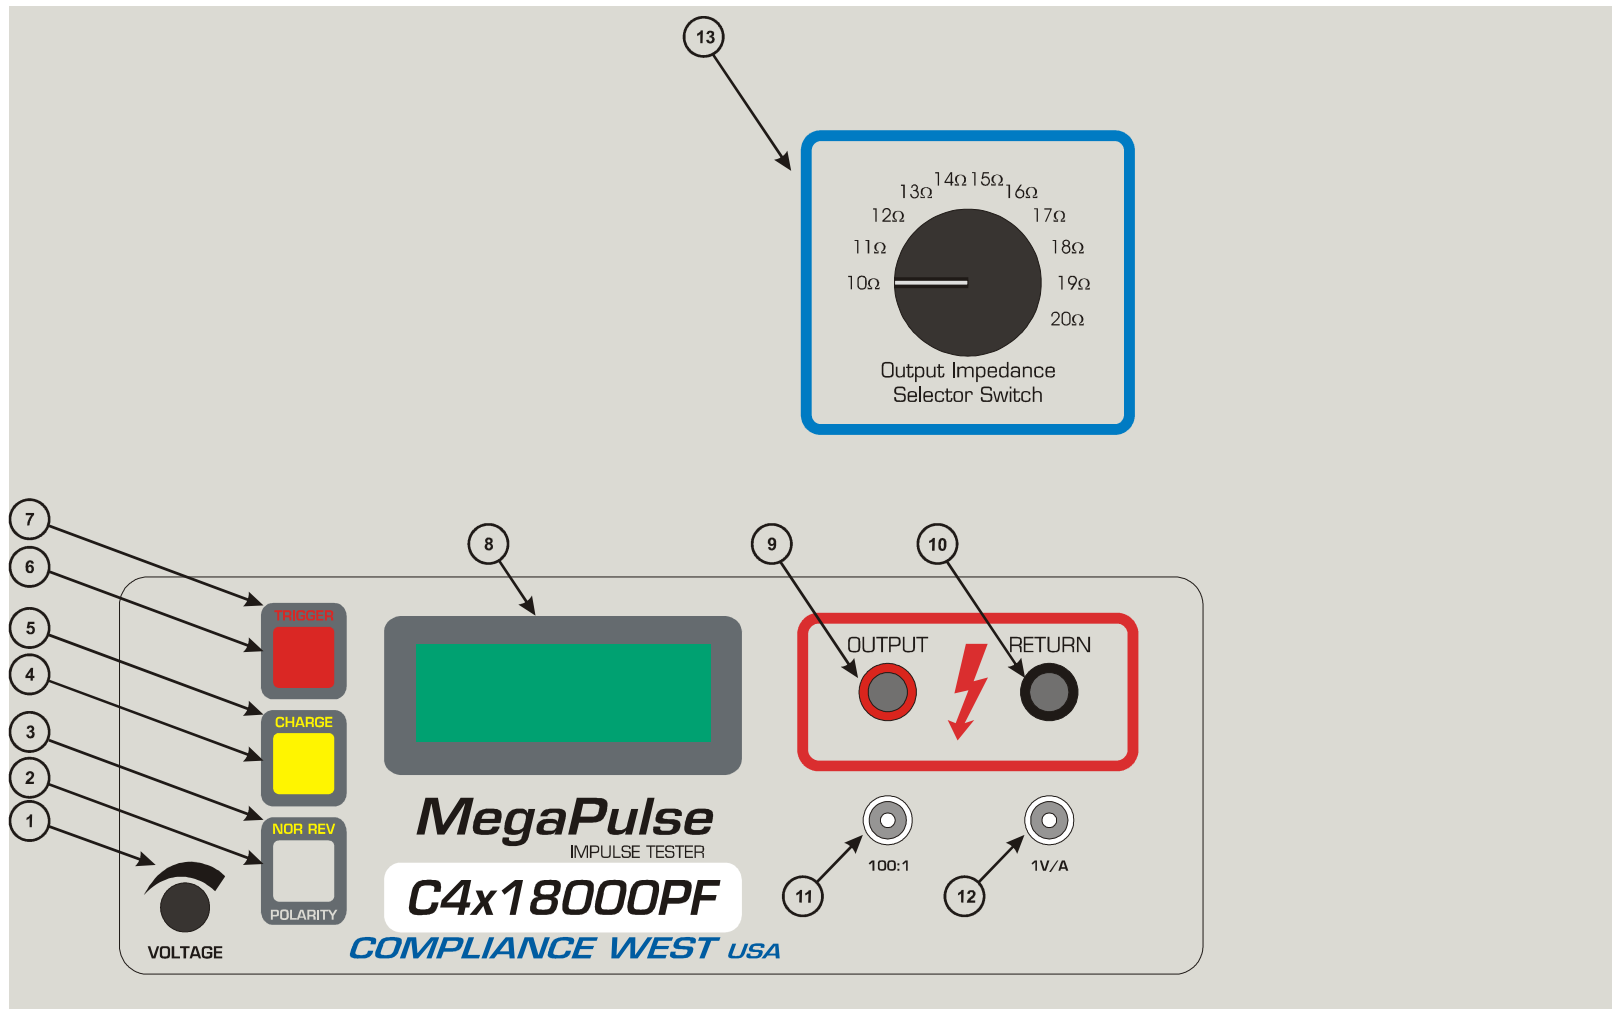 13
14Ω 15Ω
13Ω 16Ω
12Ω 17Ω
11Ω 18Ω
10Ω 19Ω
20Ω
Output Impedance
Selector Switch
7
6
5
4
3
2
1
8
9
10
TRIGGER
CHARGE
NOR REV
POLARITY
VOLTAGE
OUTPUT
RETURN
MegaPulse
IMPULSE TESTER
C4x18000PF
COMPLIANCE WEST USA
100:1
1V/A
11
12